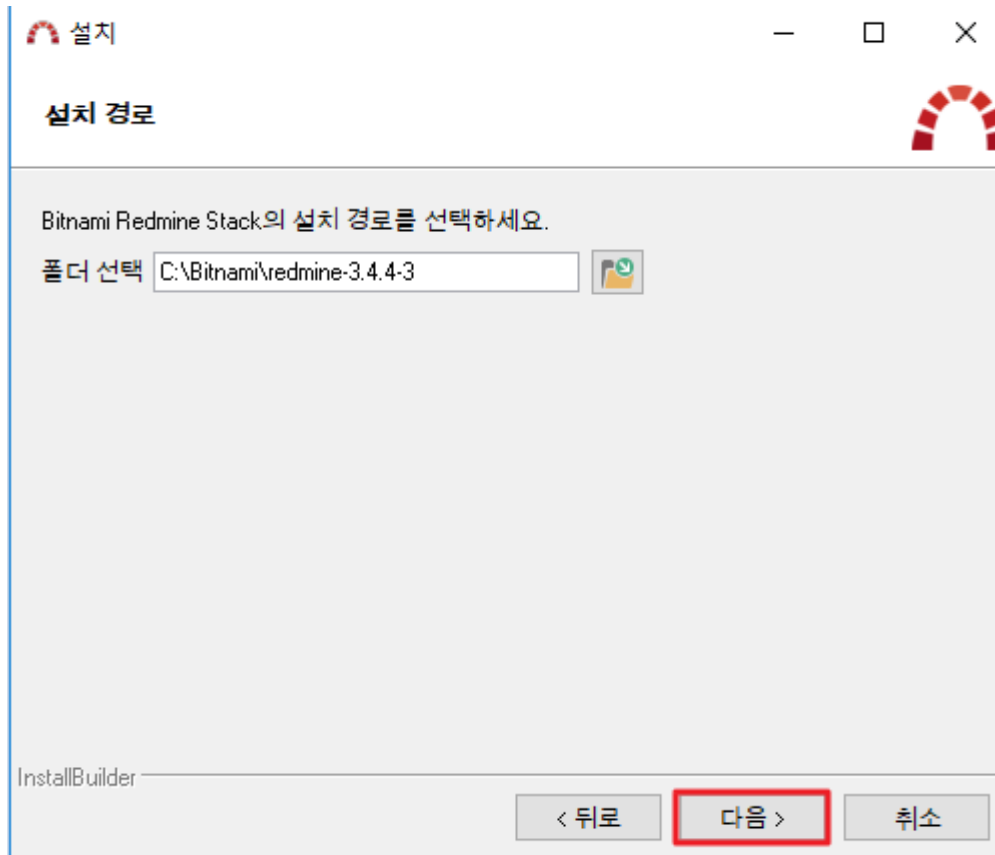 설치
설치 경로
Bitnami Redmine Stack의 설치 경로를 선택하세요.
폴더 선택 C:\Bitnami\redmine-3.4.4-3
InstallBuilder
< 뒤로 다음 > 취소